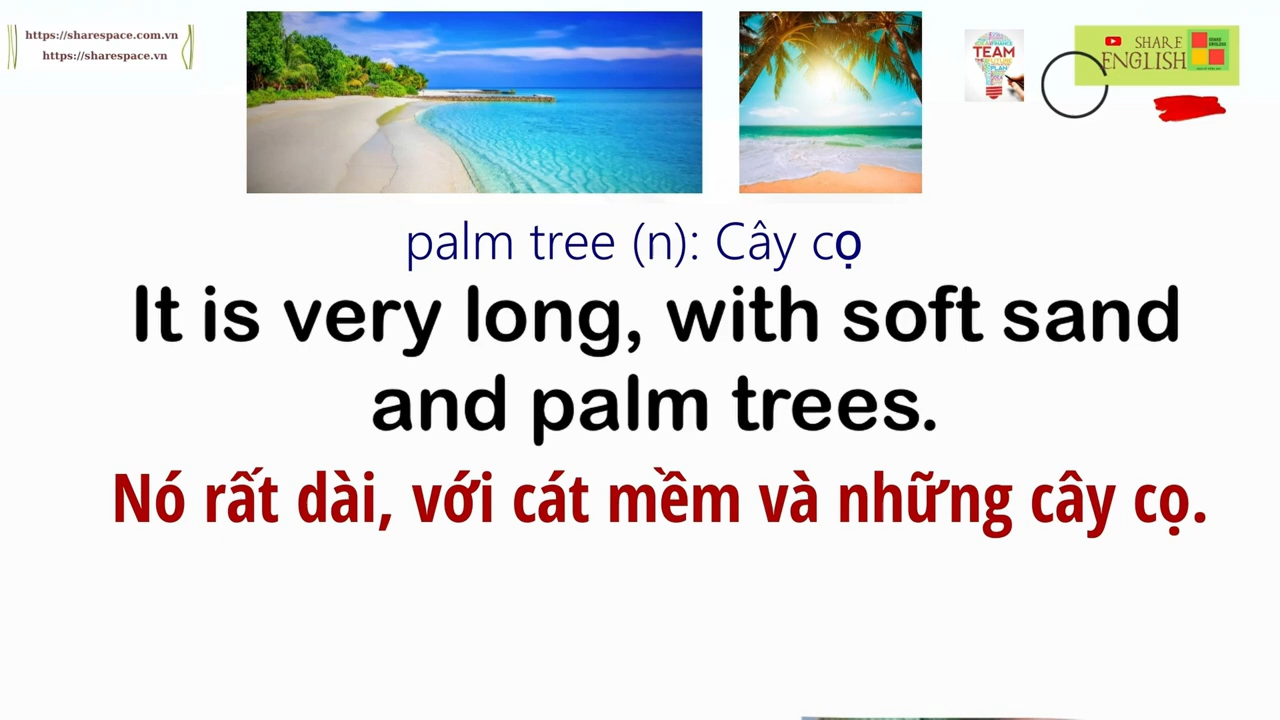 https://sharespace.com.vn
https://sharespace.vn
TEAM
SHARE
ENGLISH
palm tree (n): Cây cọ
It is very long, with soft sand
and palm trees.
Nó rất dài, với cát mềm và những cây cọ.